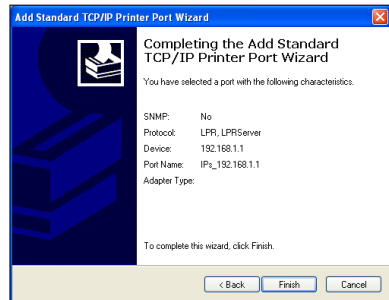 Add Standard TCP/IP Printer Port Wizard
Completing the Add Standard
TCP/IP Printer Port Wizard
You have selected a port with the following characteristics.
SNMP: No
Protocol: LPR, LPRServer
Device: 192.168.1.1
Port Name: IPs_192.168.1.1
Adapter Type:
To complete this wizard, click Finish.
< Back Finish Cancel